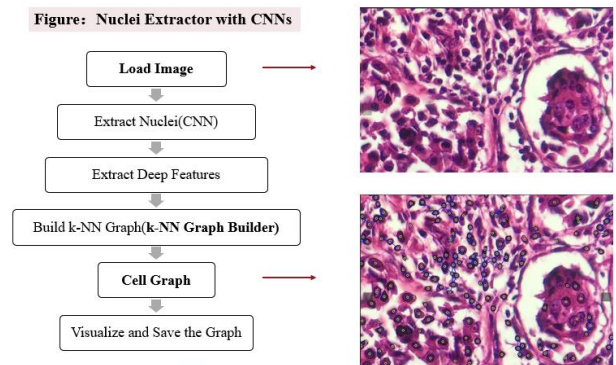 Figure：Nuclei Extractor with CNNs
Load Image
Extract Nuclei(CNN)
Extract Deep Features
Build k-NN Graph(k-NN Graph Builder)
Cell Graph
Visualize and Save the Graph